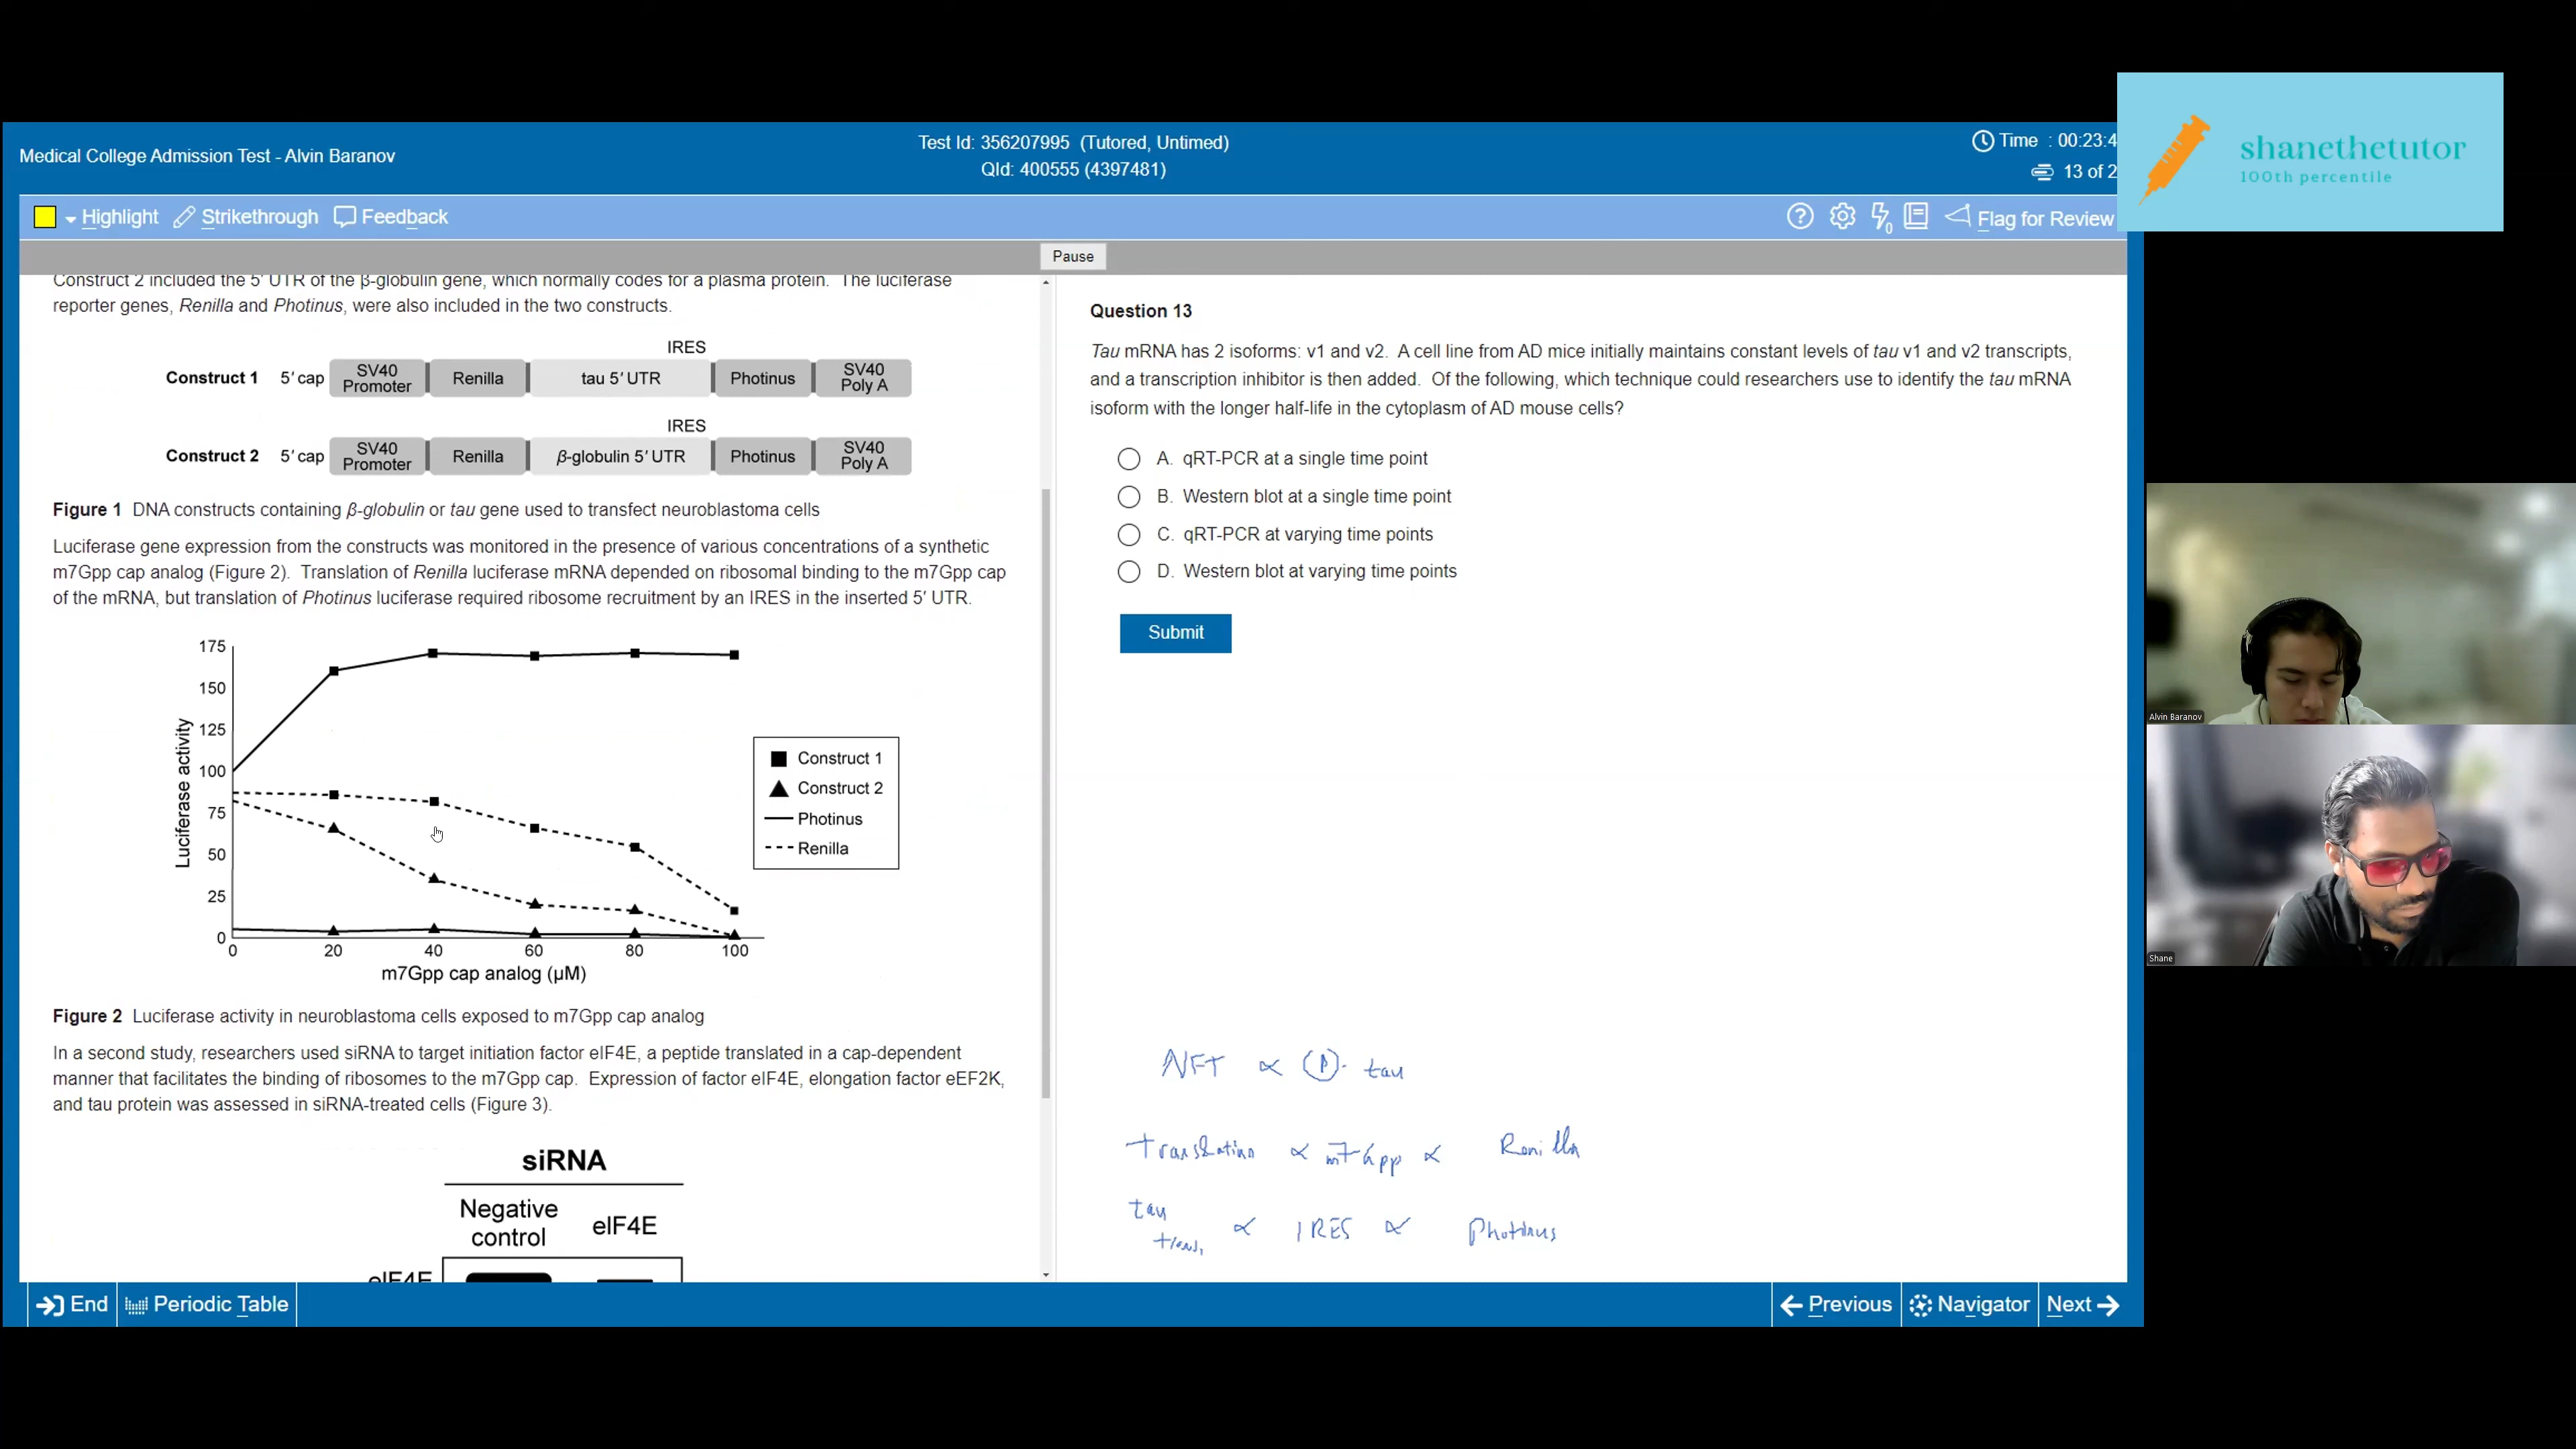 shanethetutor
100th percentile
Medical College Admission Test - Alvin Baranov
Test Id: 356207995 (Tutored, Untimed)
QId: 400555 (4397481)
Time : 00:23:4
13 of 2
Highlight
Strikethrough
Feedback
Flag for Review
Pause
Construct 2 included the 5′ UTR of the β-globulin gene, which normally codes for a plasma protein. The luciferase
reporter genes, Renilla and Photinus, were also included in the two constructs.
IRES
Construct 1 5′ cap SV40 Promoter Renilla tau 5′ UTR Photinus SV40 Poly A
IRES
Construct 2 5′ cap SV40 Promoter Renilla β-globulin 5′ UTR Photinus SV40 Poly A
Figure 1 DNA constructs containing β-globulin or tau gene used to transfect neuroblastoma cells
Luciferase gene expression from the constructs was monitored in the presence of various concentrations of a synthetic
m7Gpp cap analog (Figure 2). Translation of Renilla luciferase mRNA depended on ribosomal binding to the m7Gpp cap
of the mRNA, but translation of Photinus luciferase required ribosome recruitment by an IRES in the inserted 5′ UTR.
175
150
125
100
75
50
25
0
Luciferase activity
0 20 40 60 80 100
m7Gpp cap analog (μM)
Construct 1
Construct 2
Photinus
Renilla
Figure 2 Luciferase activity in neuroblastoma cells exposed to m7Gpp cap analog
In a second study, researchers used siRNA to target initiation factor eIF4E, a peptide translated in a cap-dependent
manner that facilitates the binding of ribosomes to the m7Gpp cap. Expression of factor eIF4E, elongation factor eEF2K,
and tau protein was assessed in siRNA-treated cells (Figure 3).
siRNA
Negative
control
eIF4E
eIF4E
Question 13
Tau mRNA has 2 isoforms: v1 and v2. A cell line from AD mice initially maintains constant levels of tau v1 and v2 transcripts,
and a transcription inhibitor is then added. Of the following, which technique could researchers use to identify the tau mRNA
isoform with the longer half-life in the cytoplasm of AD mouse cells?
A. qRT-PCR at a single time point
B. Western blot at a single time point
C. qRT-PCR at varying time points
D. Western blot at varying time points
Submit
NFT ∝ (P)· tau
Translation ∝ m7Gpp ∝ Renilla
tau
trans. ∝ IRES ∝ Photinus
Alvin Baranov
Shane
End
Periodic Table
Previous
Navigator
Next